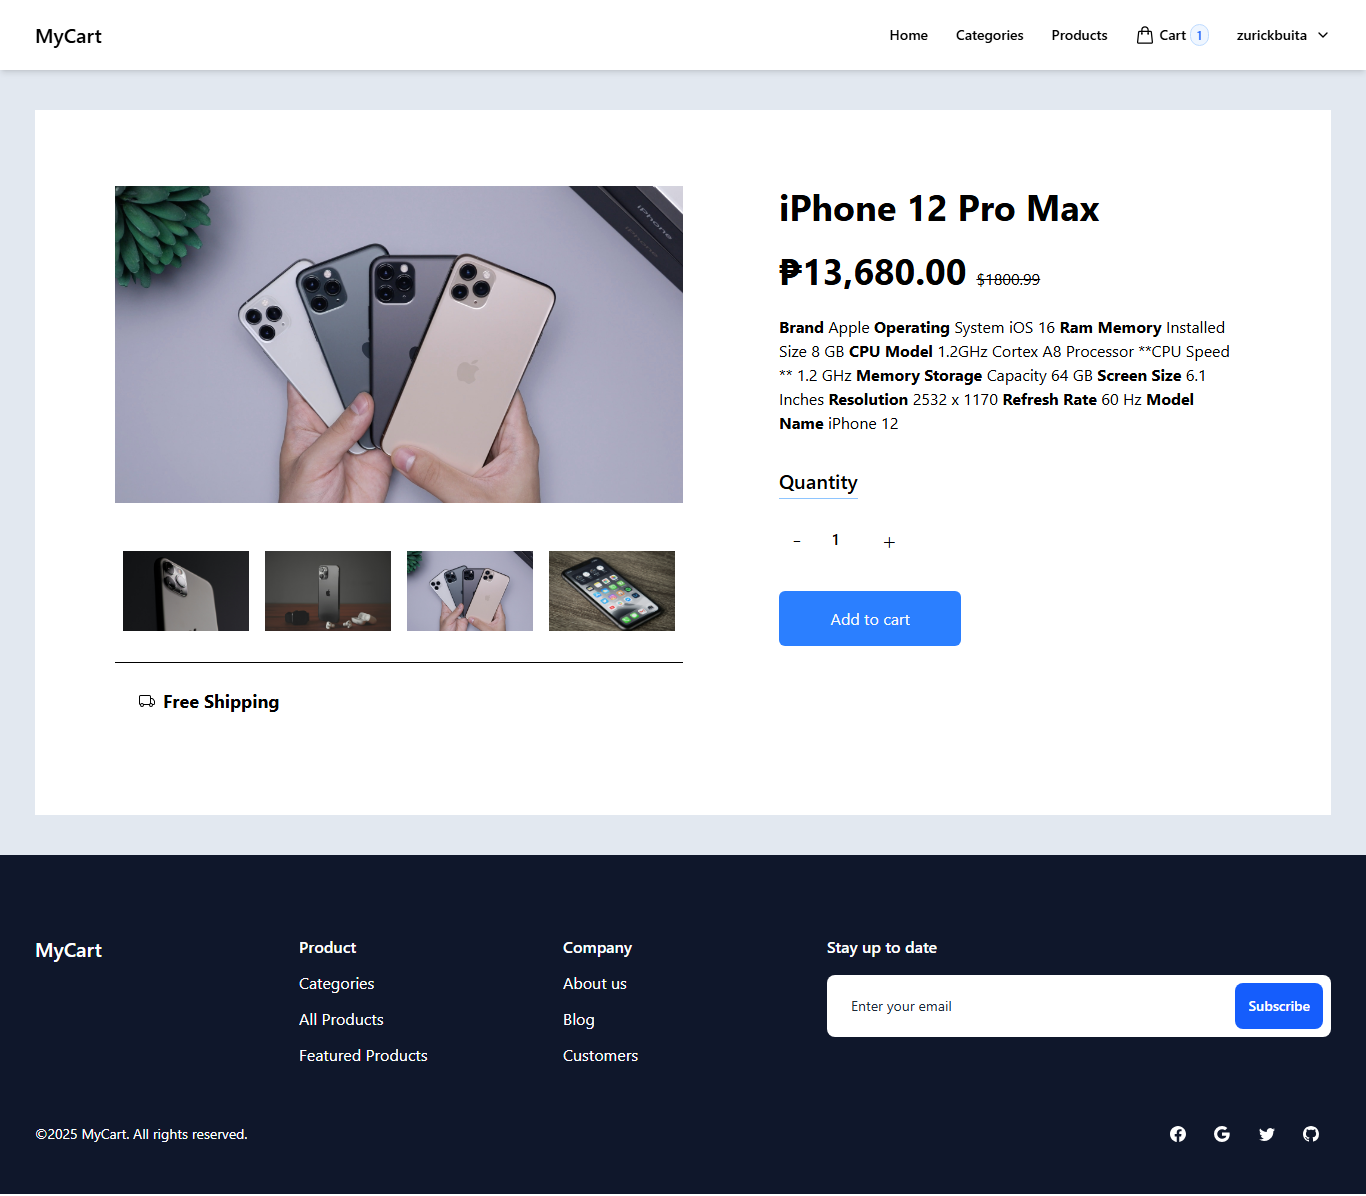 MyCart
Home Categories Products Cart 1 zurickbuita
iPhone
iPhone 12 Pro Max
₱13,680.00 $1800.99
Brand Apple Operating System iOS 16 Ram Memory Installed
Size 8 GB CPU Model 1.2GHz Cortex A8 Processor **CPU Speed
** 1.2 GHz Memory Storage Capacity 64 GB Screen Size 6.1
Inches Resolution 2532 x 1170 Refresh Rate 60 Hz Model
Name iPhone 12
Quantity
- 1 +
Add to cart
Free Shipping
MyCart
Product
Categories
All Products
Featured Products
Company
About us
Blog
Customers
Stay up to date
Enter your email Subscribe
©2025 MyCart. All rights reserved.